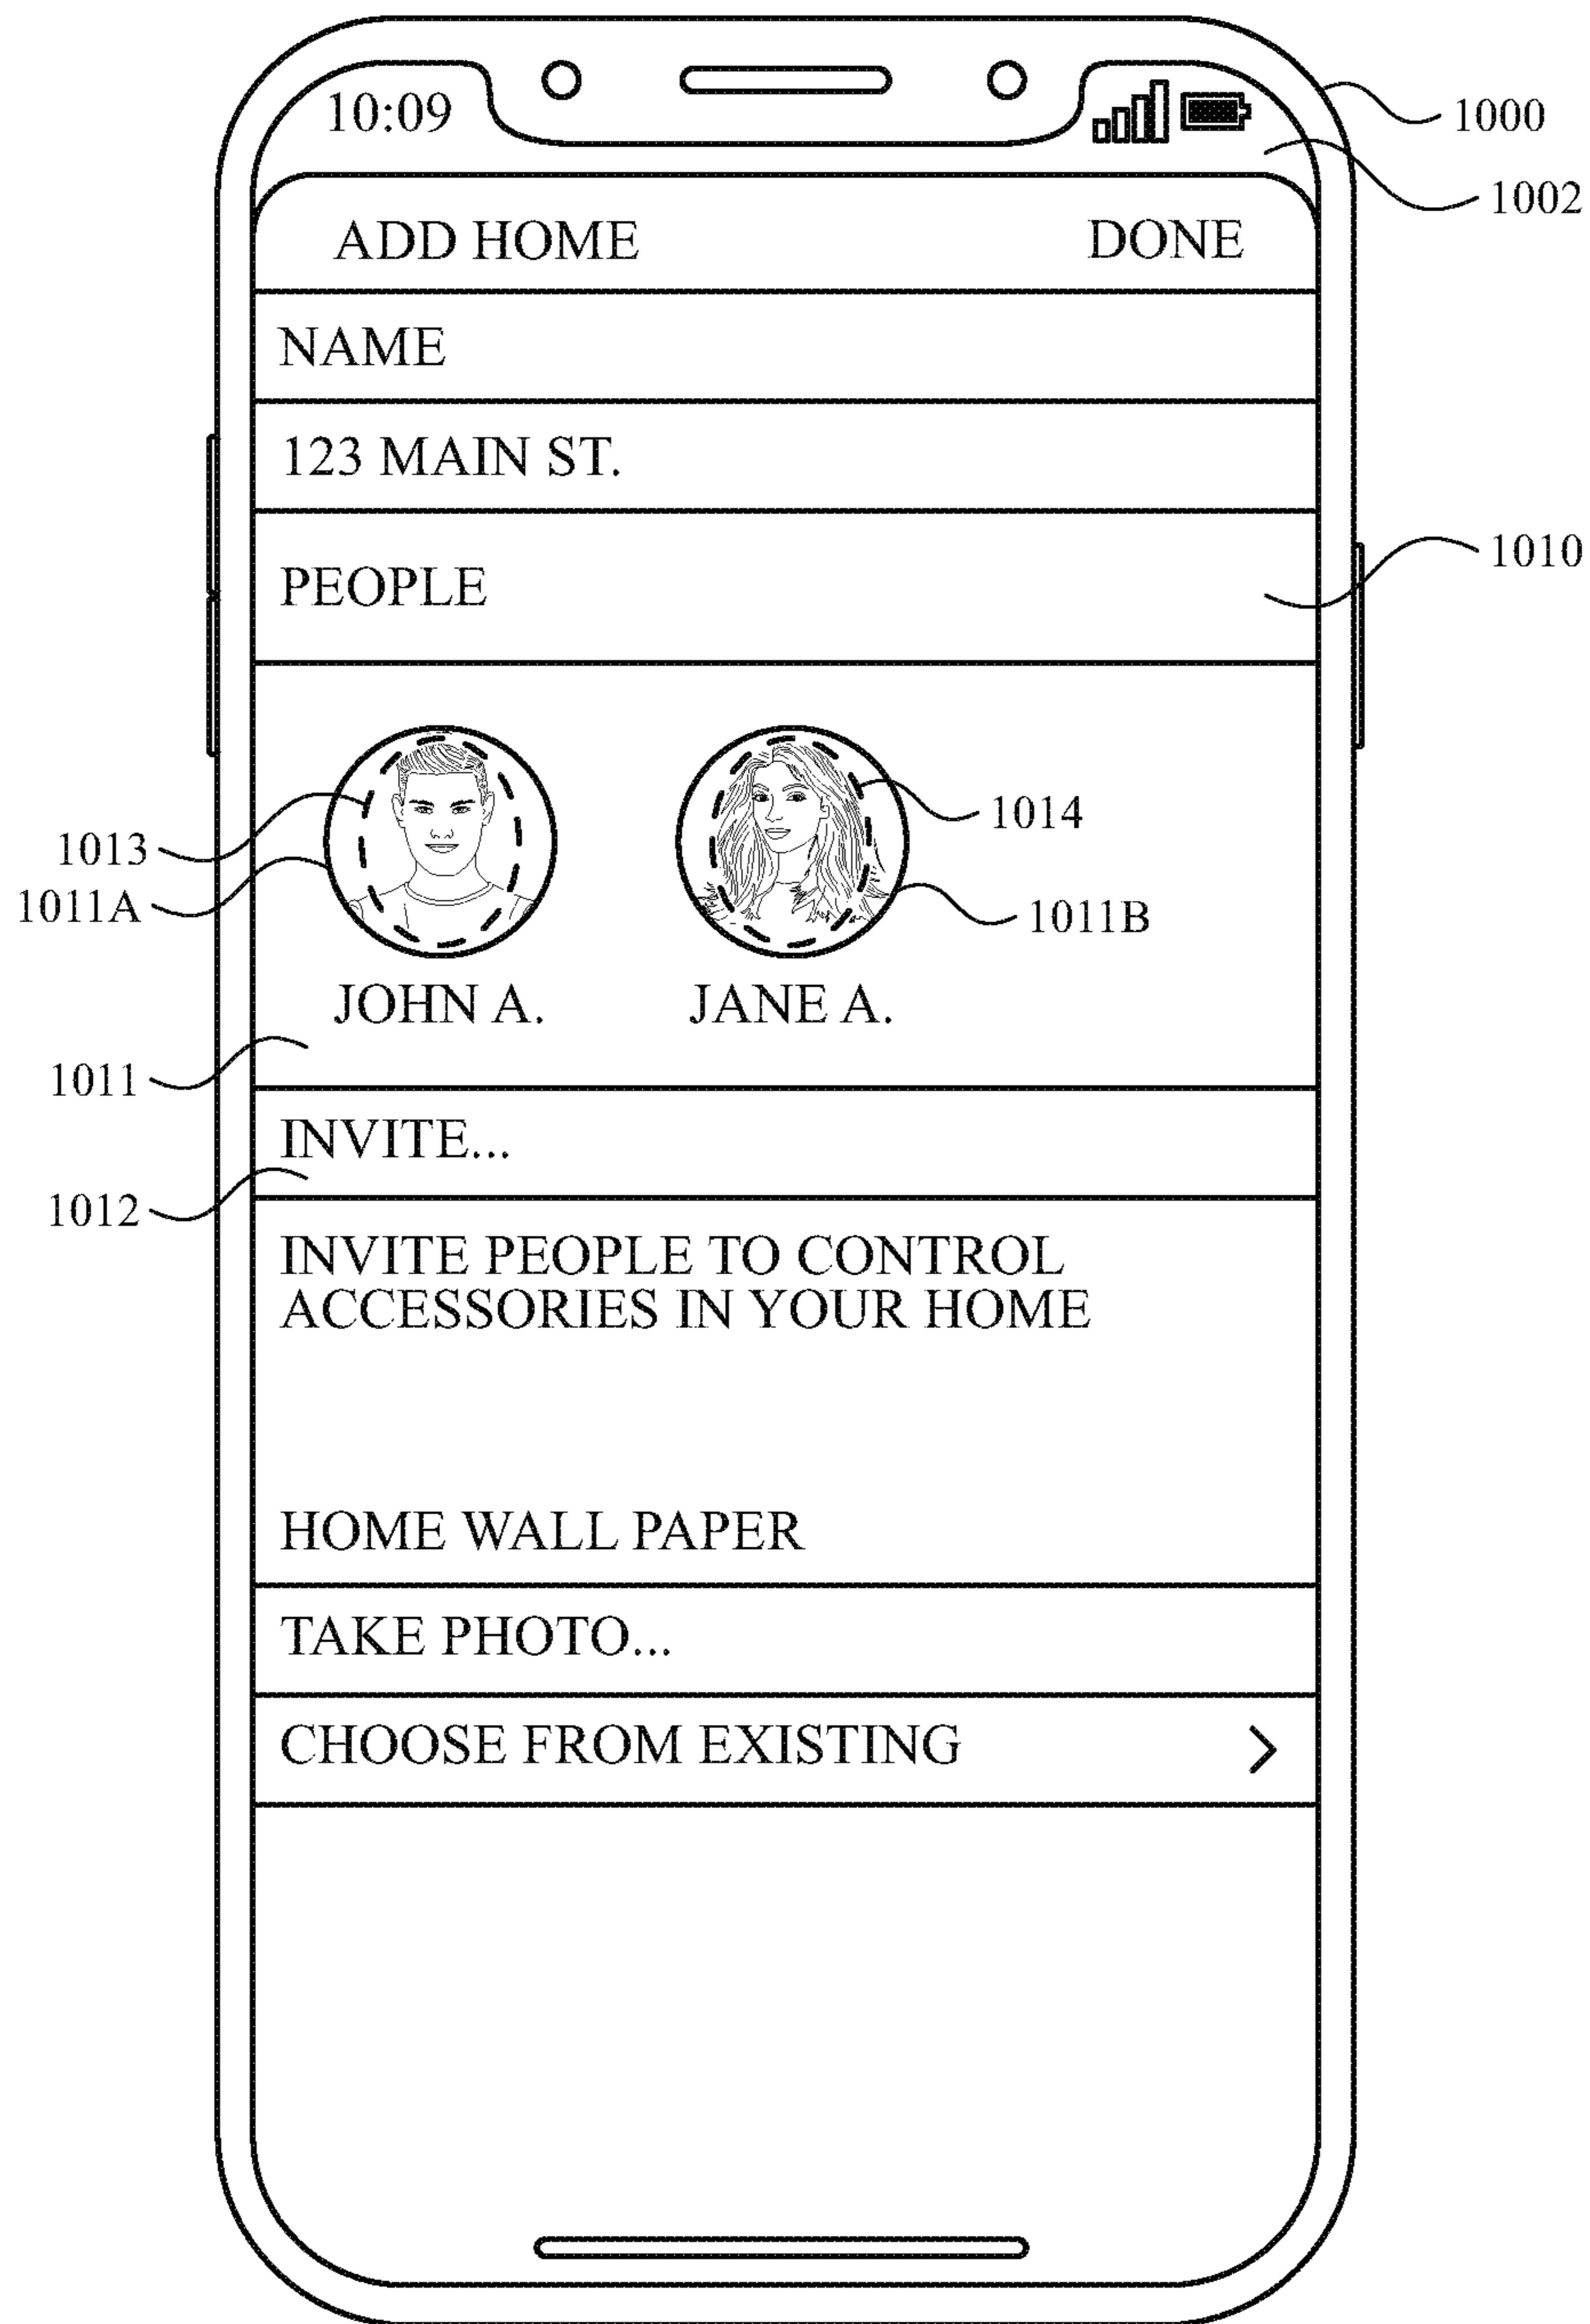 10:09
1000
1002
ADD HOME DONE
NAME
123 MAIN ST.
1010
PEOPLE
1013
1014
1011A
1011B
JOHN A. JANE A.
1011
INVITE...
1012
INVITE PEOPLE TO CONTROL
ACCESSORIES IN YOUR HOME
HOME WALL PAPER
TAKE PHOTO...
CHOOSE FROM EXISTING